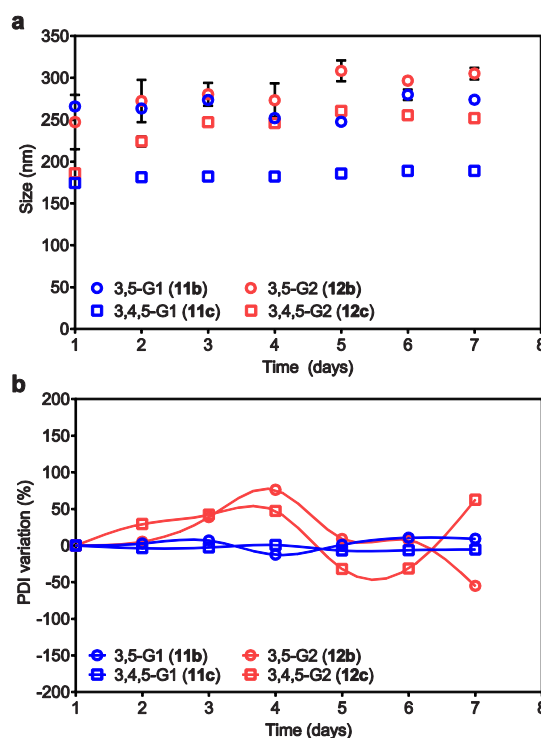 a
350
300
250
200
150
100
50
0
Size (nm)
3,5-G1 (11b) 3,5-G2 (12b)
3,4,5-G1 (11c) 3,4,5-G2 (12c)
1 2 3 4 5 6 7 8
Time (days)
b
200
150
100
50
0
-50
-100
-150
-200
PDI variation (%)
3,5-G1 (11b) 3,5-G2 (12b)
3,4,5-G1 (11c) 3,4,5-G2 (12c)
1 2 3 4 5 6 7 8
Time (days)